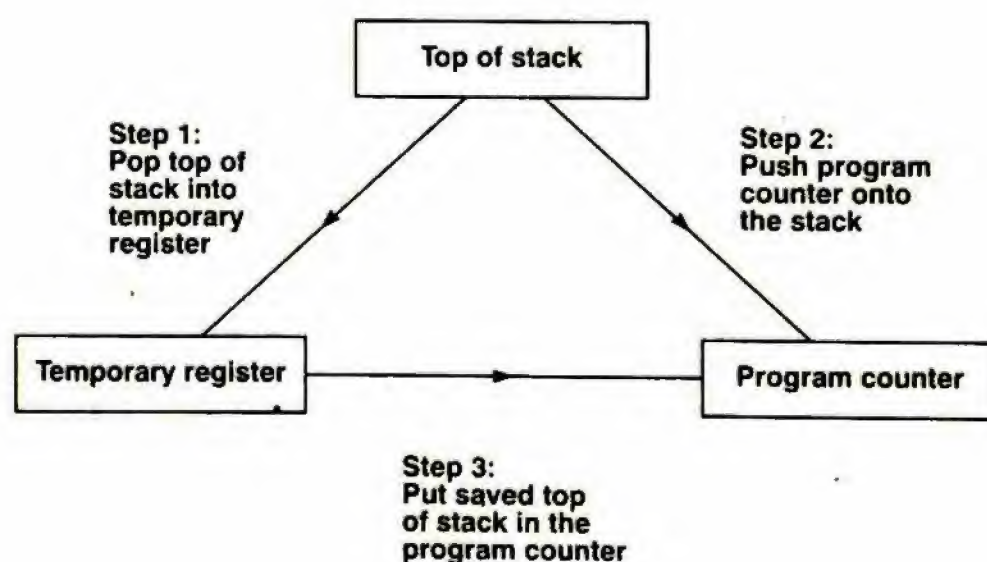 Top of stack
Step 1:
Pop top of
stack into
temporary
register
Step 2:
Push program
counter onto
the stack
Temporary register
Program counter
Step 3:
Put saved top
of stack in the
program counter